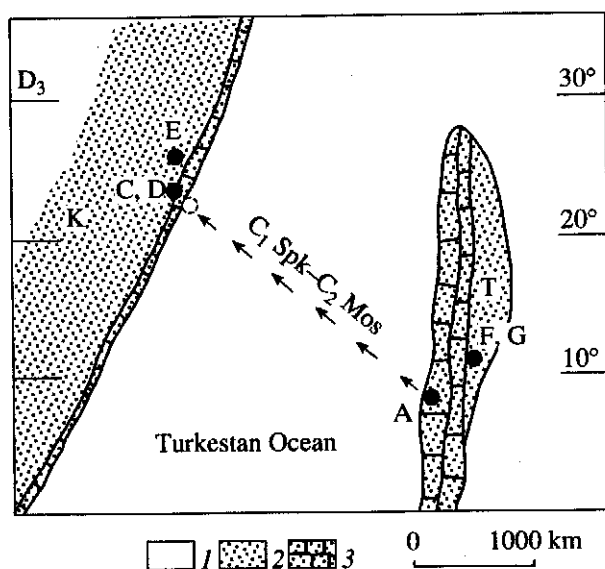 D₃
30°
E
C, D
K
20°
C₁ Spk–C₂ Mos
T
F, G
10°
A
Turkestan Ocean
1 2 3 0 1000 km